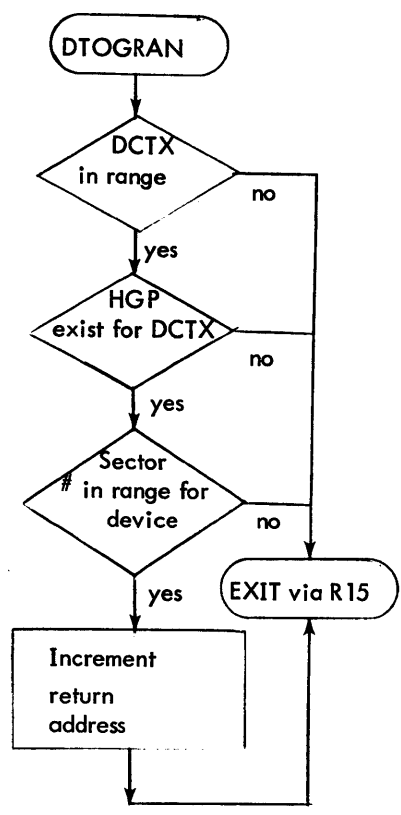 DTOGRAN
DCTX
in range
no
yes
HGP
exist for DCTX
no
yes
Sector
# in range for
device
no
yes
EXIT via R15
Increment
return
address